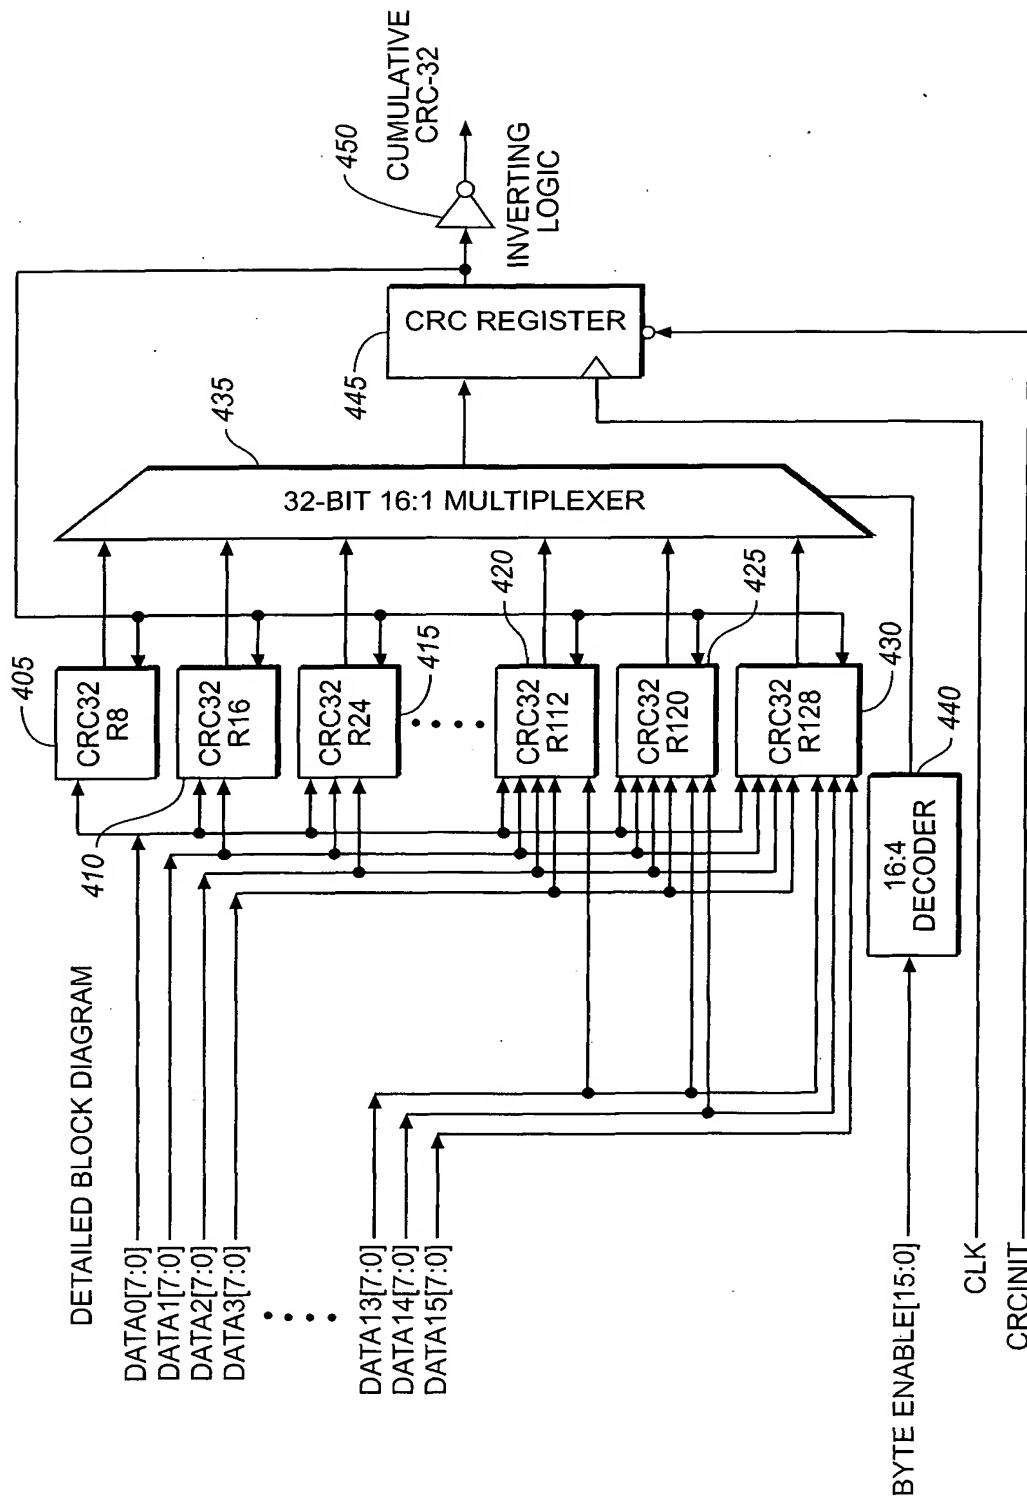 DETAILED BLOCK DIAGRAM
DATA0[7:0]
DATA1[7:0]
DATA2[7:0]
DATA3[7:0]
DATA13[7:0]
DATA14[7:0]
DATA15[7:0]
BYTE ENABLE[15:0]
CLK
CRCINIT
405
CRC32
R8
410
CRC32
R16
CRC32
R24
415
420
CRC32
R112
CRC32
R120
425
CRC32
R128
430
16:4
DECODER
440
435
32-BIT 16:1 MULTIPLEXER
445
CRC REGISTER
450
INVERTING
LOGIC
CUMULATIVE
CRC-32